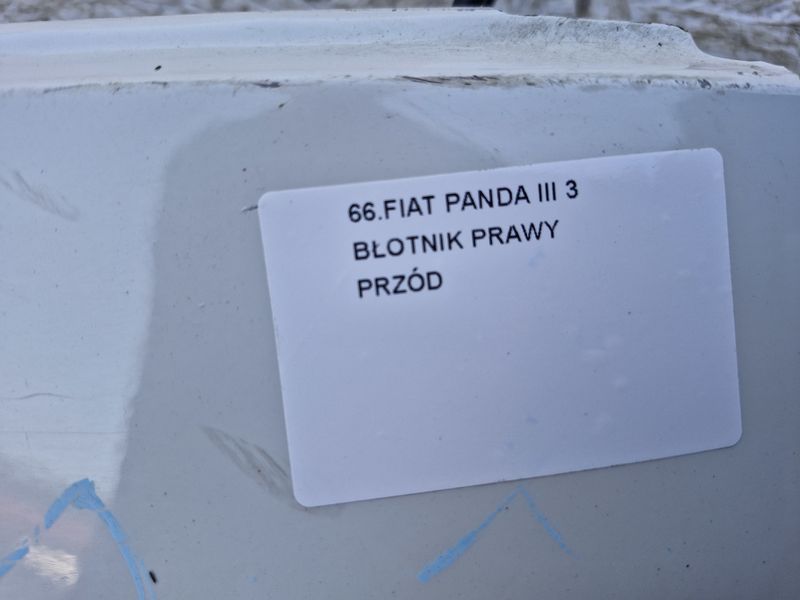 66.FIAT PANDA III 3
BŁOTNIK PRAWY
PRZÓD